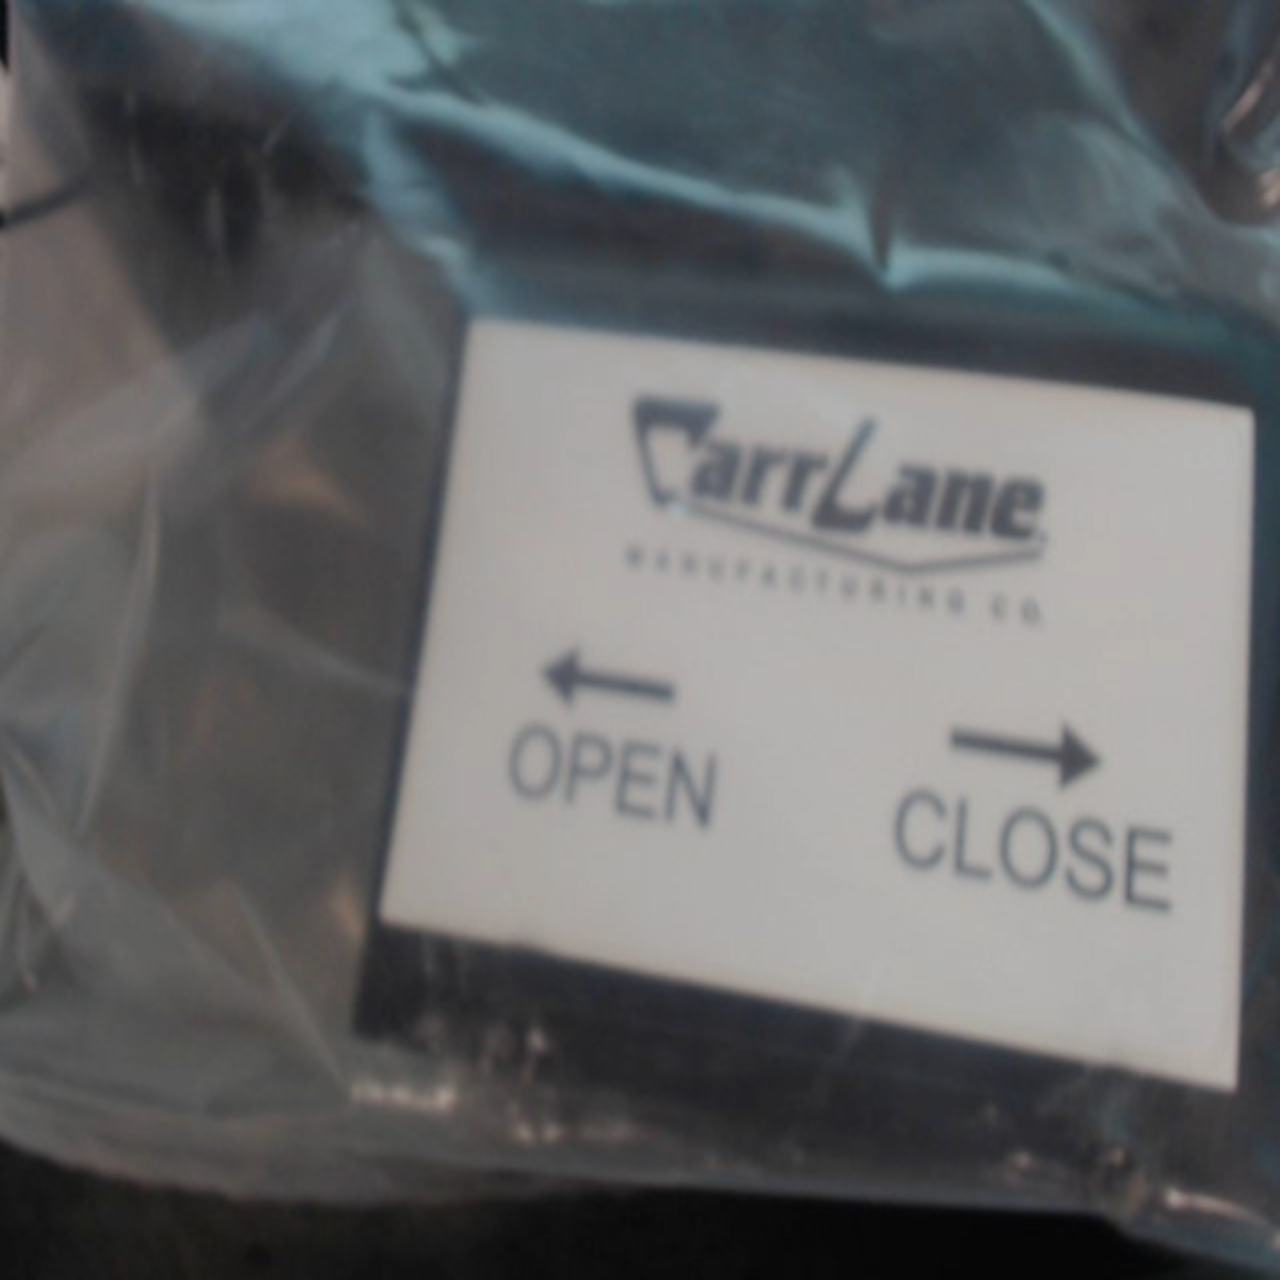 CarrLane.
MANUFACTURING CO.
← →
OPEN CLOSE